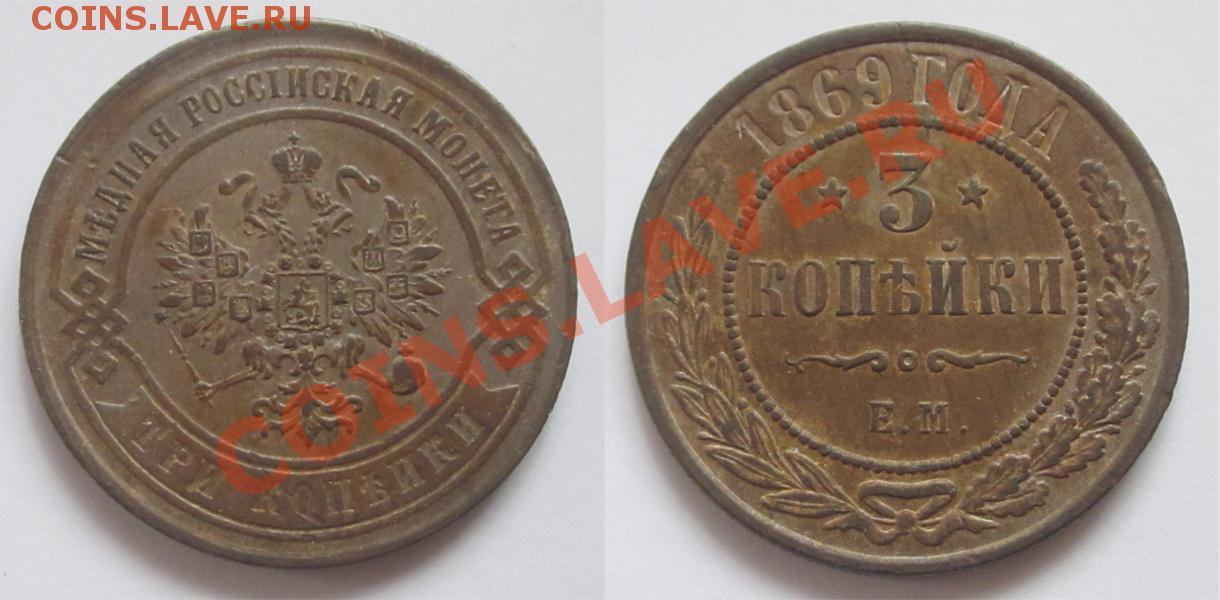 COINS.LAVE.RU
МѢДНАЯ РОССІЙСКАЯ МОНЕТА
ТРИ КОПѢЙКИ
1869 ГОДА
3
КОПѢЙКИ
Е.М.
COINS.LAVE.RU